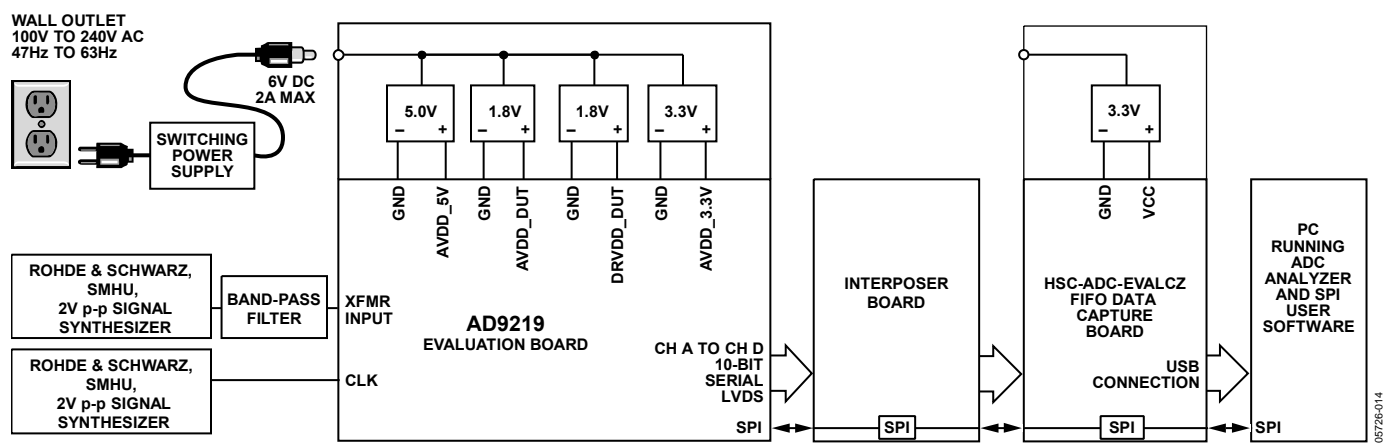 WALL OUTLET
100V TO 240V AC
47Hz TO 63Hz
6V DC
2A MAX
SWITCHING
POWER
SUPPLY
5.0V
– +
1.8V
– +
1.8V
– +
3.3V
– +
3.3V
– +
GND
AVDD_5V
GND
AVDD_DUT
GND
DRVDD_DUT
GND
AVDD_3.3V
GND
VCC
ROHDE & SCHWARZ,
SMHU,
2V p-p SIGNAL
SYNTHESIZER
BAND-PASS
FILTER
XFMR
INPUT
ROHDE & SCHWARZ,
SMHU,
2V p-p SIGNAL
SYNTHESIZER
CLK
AD9219
EVALUATION BOARD
CH A TO CH D
10-BIT
SERIAL
LVDS
SPI
INTERPOSER
BOARD
SPI
HSC-ADC-EVALCZ
FIFO DATA
CAPTURE
BOARD
USB
CONNECTION
SPI
PC
RUNNING
ADC
ANALYZER
AND SPI
USER
SOFTWARE
SPI
05726-014